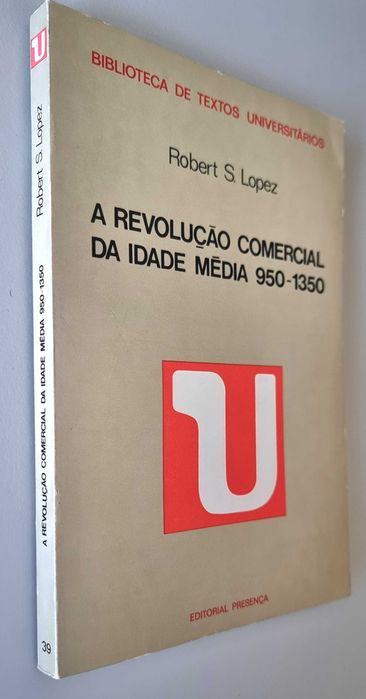 BIBLIOTECA DE TEXTOS UNIVERSITÁRIOS
Robert S. Lopez
A REVOLUÇÃO COMERCIAL
DA IDADE MÉDIA 950-1350
U
EDITORIAL PRESENÇA
U
Robert S. Lopez
A REVOLUÇÃO COMERCIAL DA IDADE MÉDIA 950-1350
39